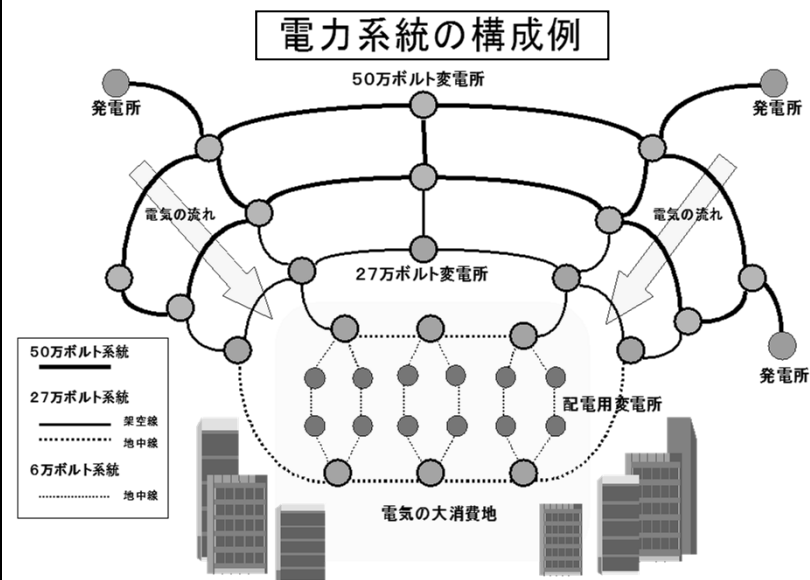 電力系統の構成例
50万ボルト変電所
発電所
発電所
電気の流れ
電気の流れ
27万ボルト変電所
発電所
50万ボルト系統
27万ボルト系統
架空線
地中線
6万ボルト系統
地中線
配電用変電所
電気の大消費地